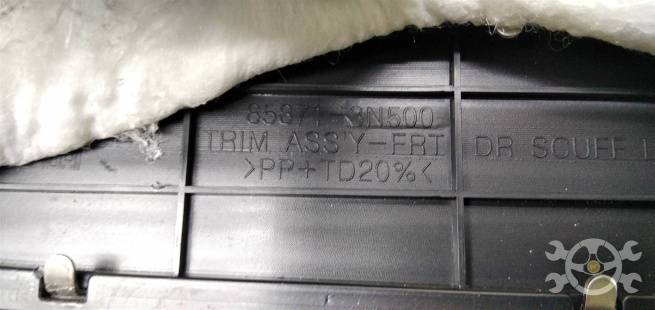 85871-3N500
TRIM ASS'Y-FRT DR SCUFF L
>PP+TD20%<